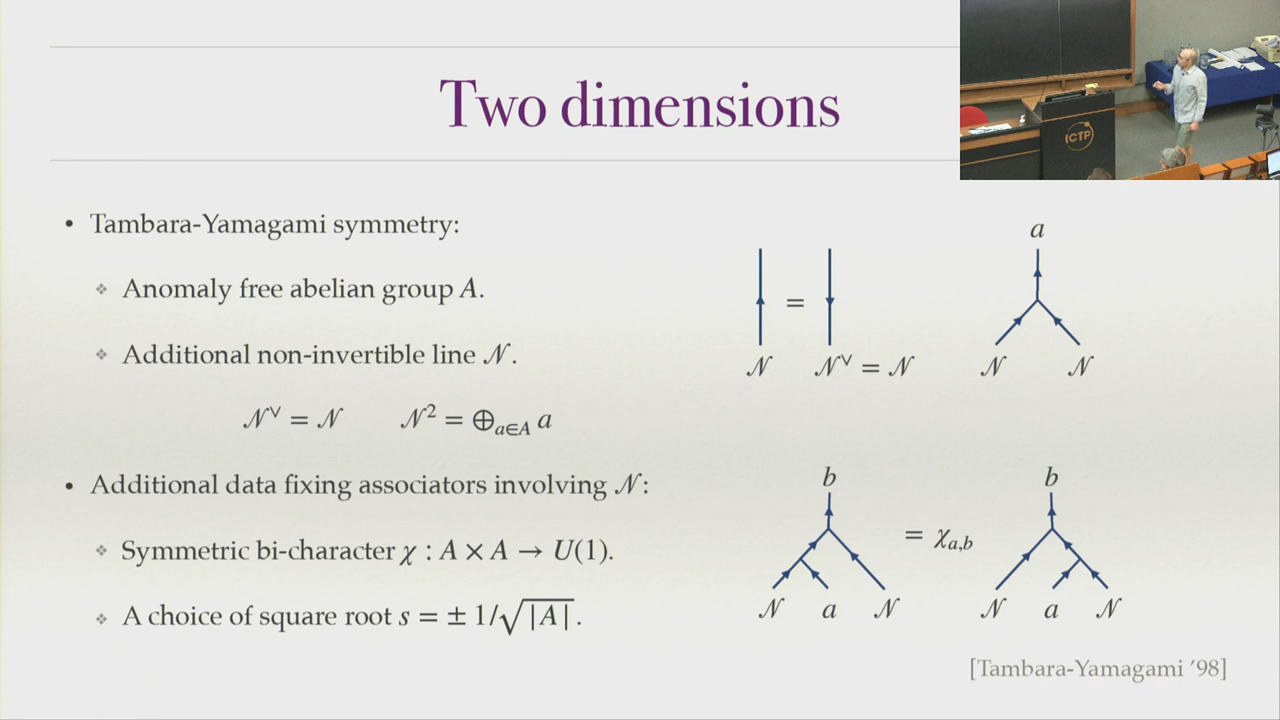 Two dimensions
ICTP
• Tambara-Yamagami symmetry:
❖ Anomaly free abelian group A.
❖ Additional non-invertible line 𝒩.
𝒩^∨ = 𝒩 𝒩² = ⊕_{a∈A} a
• Additional data fixing associators involving 𝒩:
❖ Symmetric bi-character χ : A × A → U(1).
❖ A choice of square root s = ± 1/√|A|.
a
=
𝒩 𝒩^∨ = 𝒩 𝒩 𝒩
b b
= χ_{a,b}
𝒩 a 𝒩 𝒩 a 𝒩
[Tambara-Yamagami ’98]